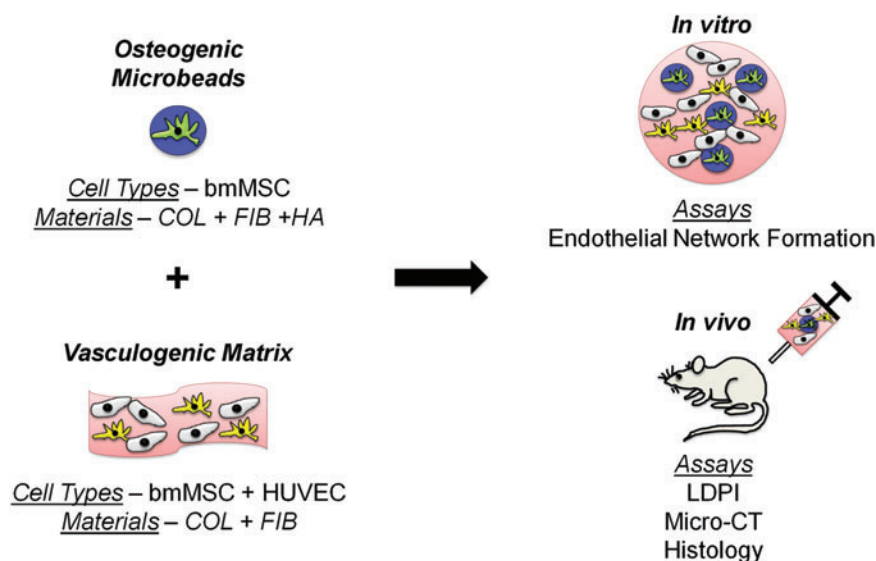 Osteogenic
Microbeads
Cell Types – bmMSC
Materials – COL + FIB +HA
+
Vasculogenic Matrix
Cell Types – bmMSC + HUVEC
Materials – COL + FIB
In vitro
Assays
Endothelial Network Formation
In vivo
Assays
LDPI
Micro-CT
Histology